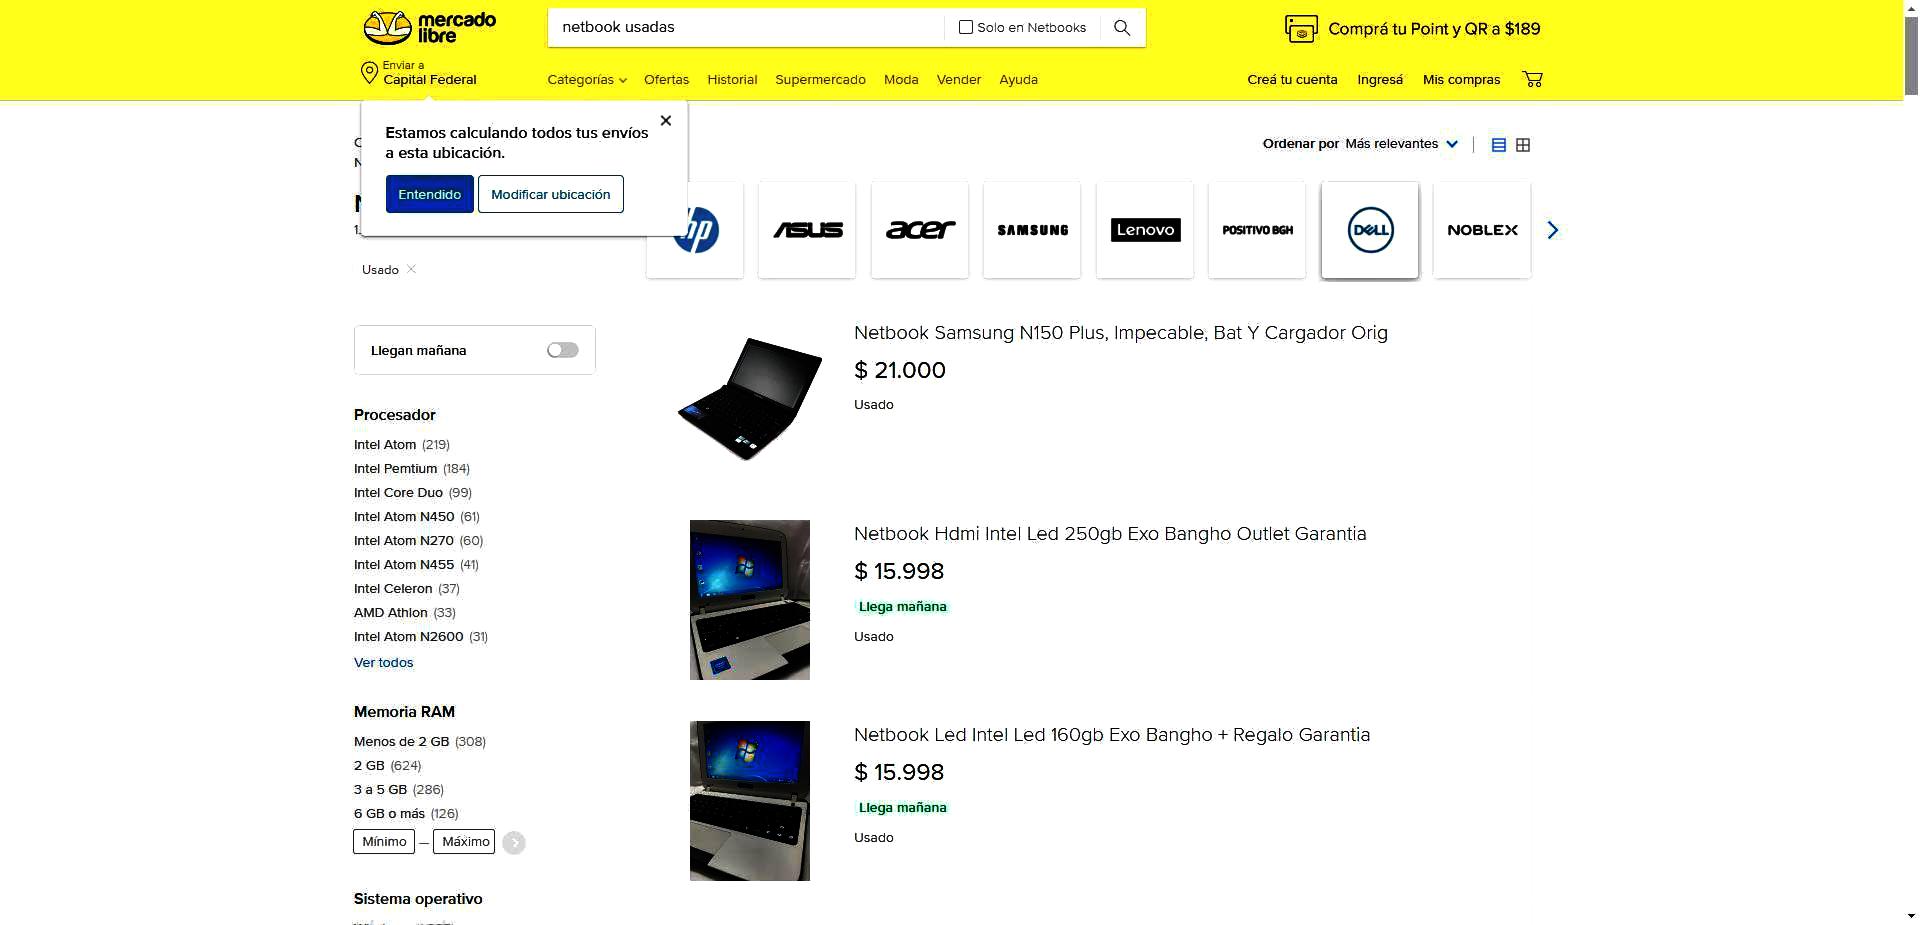 mercado
libre
netbook usadas
Solo en Netbooks
Comprá tu Point y QR a $189
Enviar a
Capital Federal
Categorías
Ofertas
Historial
Supermercado
Moda
Vender
Ayuda
Creá tu cuenta
Ingresá
Mis compras
Estamos calculando todos tus envíos
a esta ubicación.
Entendido
Modificar ubicación
Ordenar por Más relevantes
hp
ASUS
acer
SAMSUNG
Lenovo
POSITIVO BGH
DELL
NOBLEX
Usado
Llegan mañana
Procesador
Intel Atom (219)
Intel Pemtium (184)
Intel Core Duo (99)
Intel Atom N450 (61)
Intel Atom N270 (60)
Intel Atom N455 (41)
Intel Celeron (37)
AMD Athlon (33)
Intel Atom N2600 (31)
Ver todos
Memoria RAM
Menos de 2 GB (308)
2 GB (624)
3 a 5 GB (286)
6 GB o más (126)
Mínimo — Máximo
Sistema operativo
Netbook Samsung N150 Plus, Impecable, Bat Y Cargador Orig
$ 21.000
Usado
Netbook Hdmi Intel Led 250gb Exo Bangho Outlet Garantia
$ 15.998
Llega mañana
Usado
Netbook Led Intel Led 160gb Exo Bangho + Regalo Garantia
$ 15.998
Llega mañana
Usado